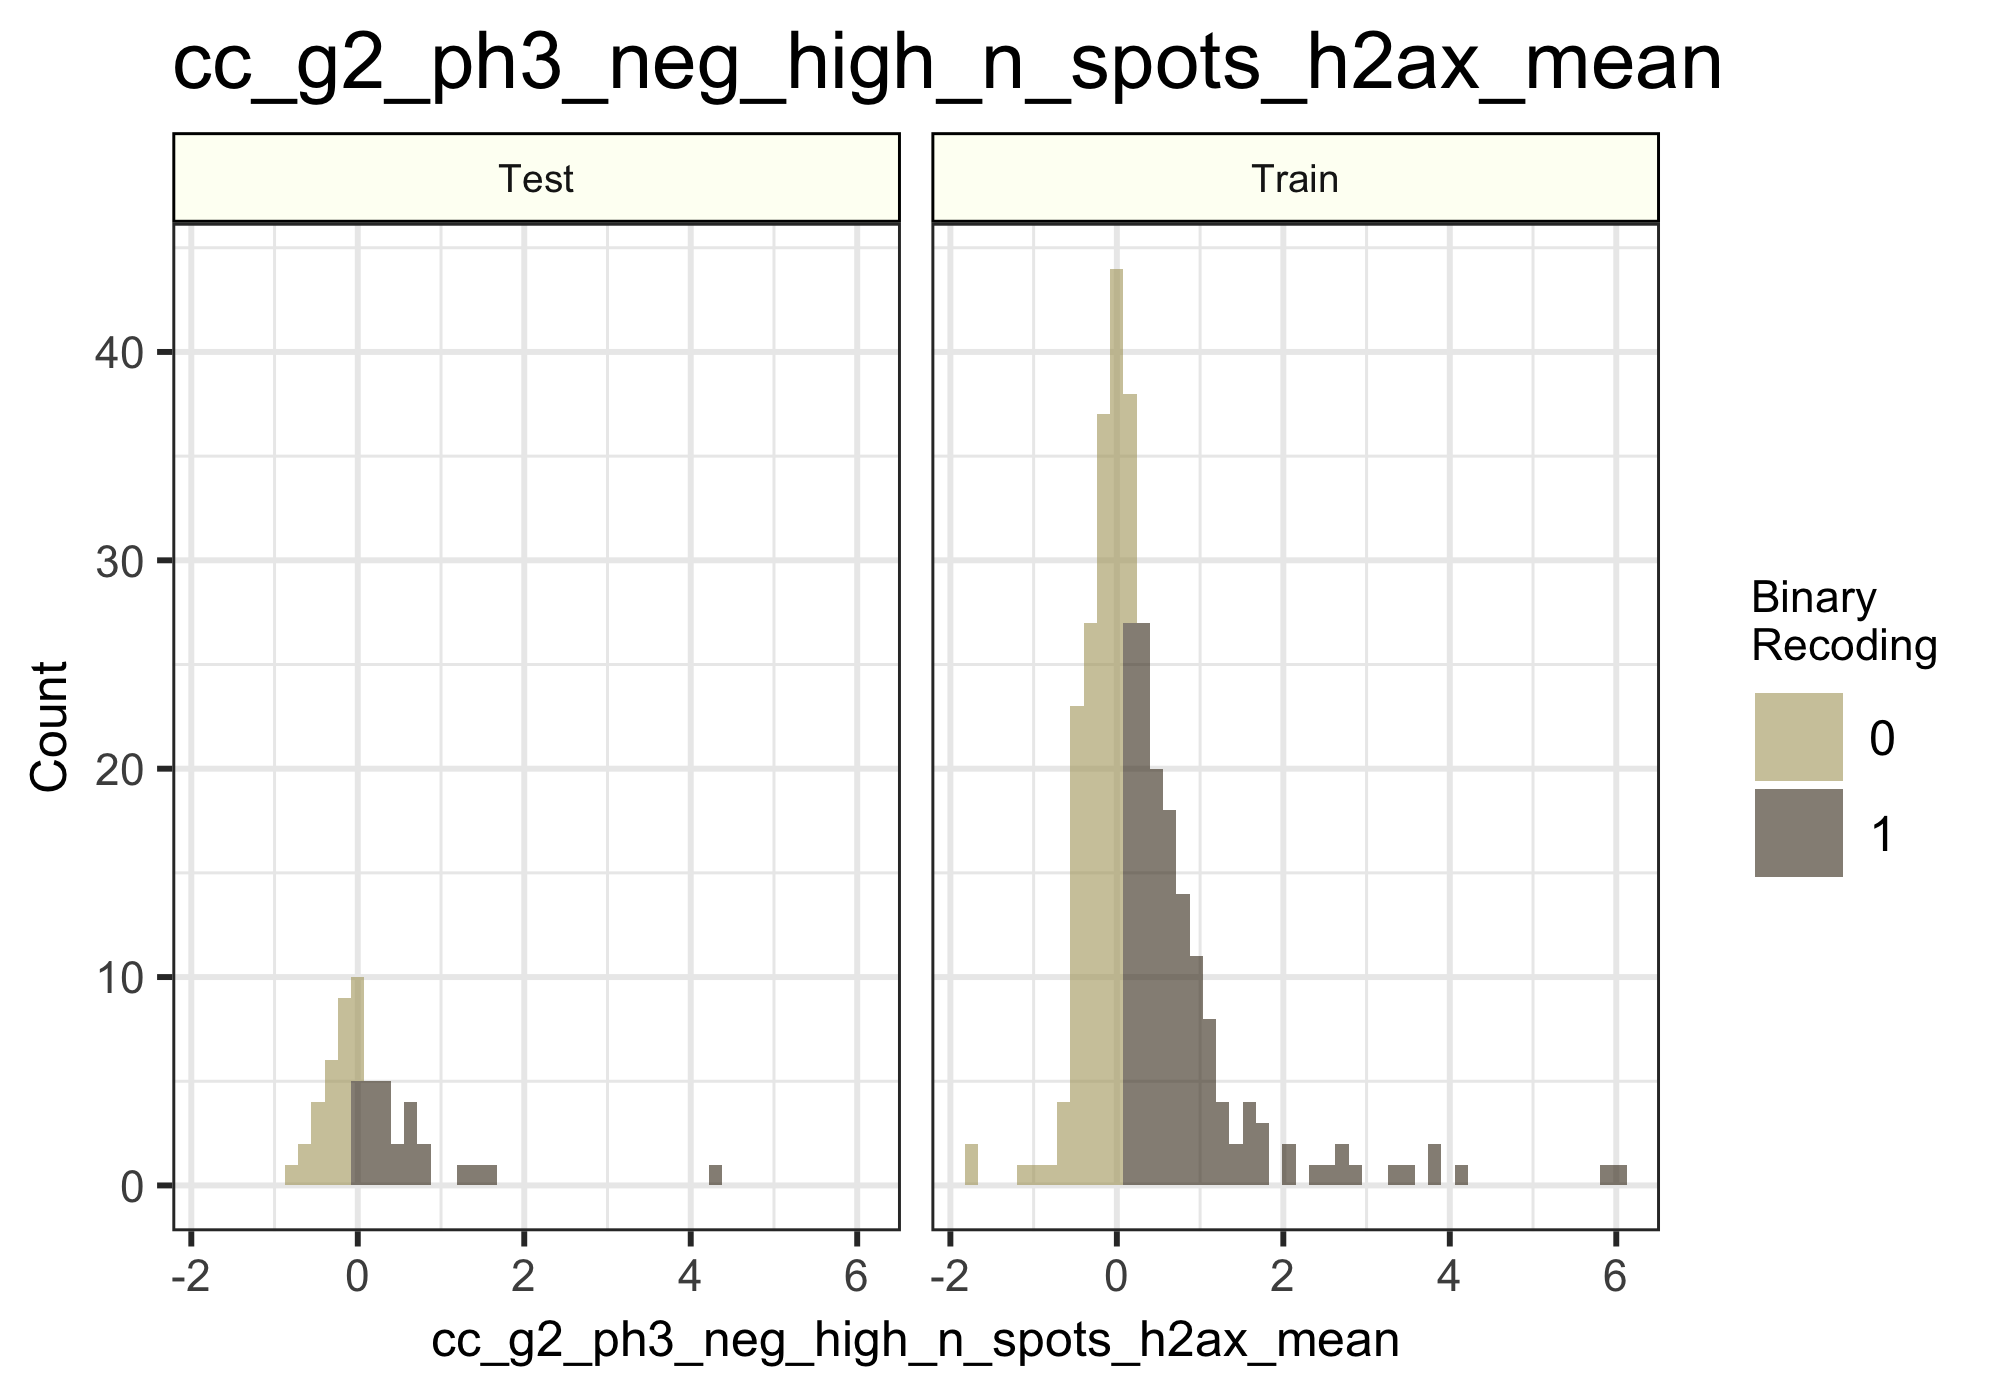 cc_g2_ph3_neg_high_n_spots_h2ax_mean
Test Train
40
30
20
10
0
Count
-2 0 2 4 6 -2 0 2 4 6
cc_g2_ph3_neg_high_n_spots_h2ax_mean
Binary
Recoding
0
1